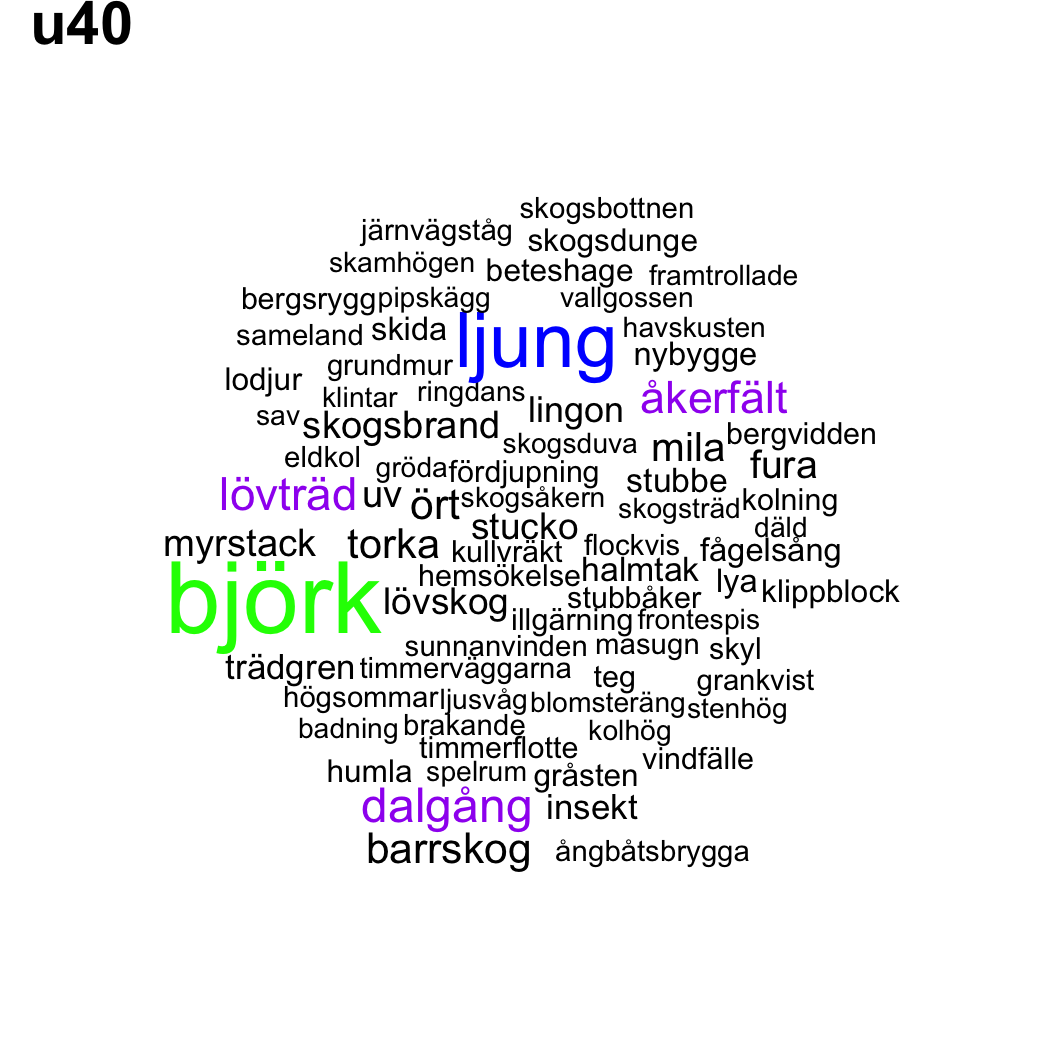 u40
skogsbottnen
järnvägståg
skogsdunge
skamhögen
beteshage
framtrollade
bergsrygg
pipskägg
vallgossen
sameland
skida
ljung
havskusten
nybygge
grundmur
lodjur
klintar
ringdans
lingon
åkerfält
sav
skogsbrand
skogsduva
mila
bergvidden
eldkol
gröda
fördjupning
stubbe
fura
lövträd
uv
ört
skogsåkern
skogsträd
kolning
stucko
däld
myrstack
torka
kullvräkt
flockvis
fågelsång
björk
hemsökelse
halmtak
lya
klippblock
lövskog
stubbåker
illgärning
frontespis
sunnanvinden
masugn
skyl
trädgren
timmerväggarna
teg
grankvist
högsommar
ljusvåg
blomsteräng
stenhög
badning
brakande
kolhög
timmerflotte
vindfälle
humla
spelrum
gråsten
dalgång
insekt
barrskog
ångbåtsbrygga